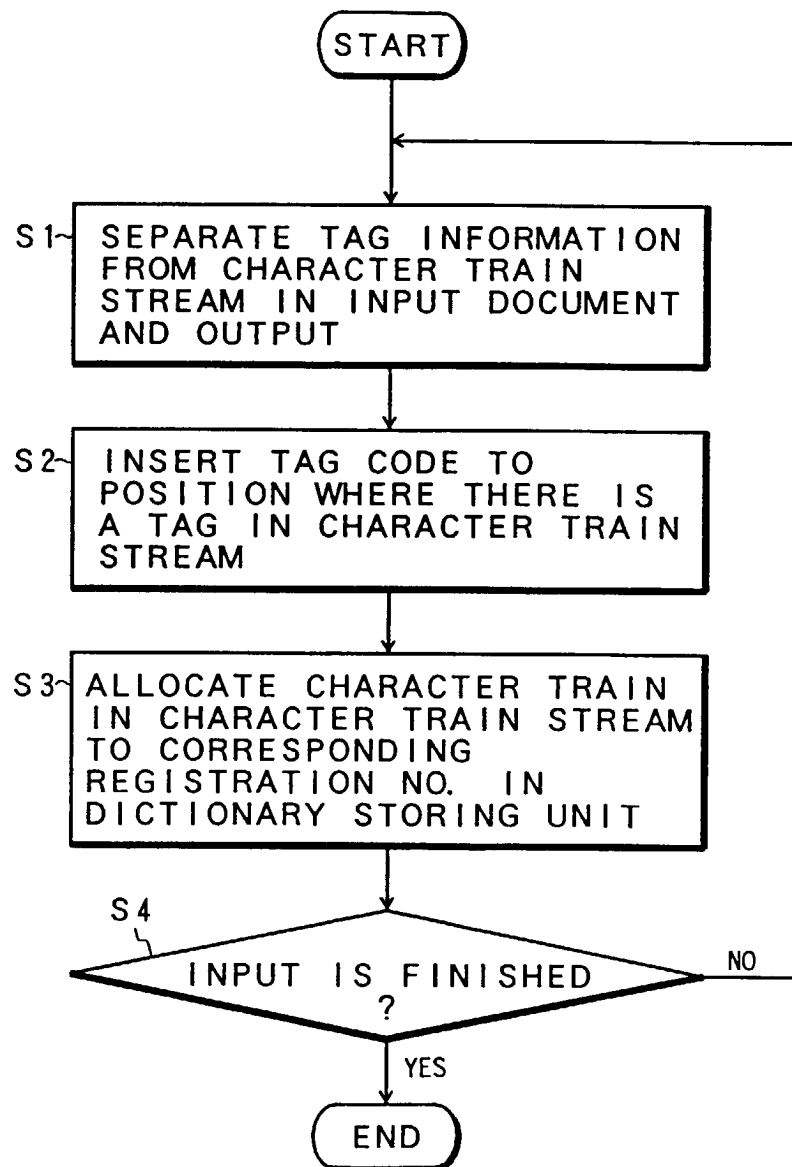 START
S1
SEPARATE TAG INFORMATION
FROM CHARACTER TRAIN
STREAM IN INPUT DOCUMENT
AND OUTPUT
S2
INSERT TAG CODE TO
POSITION WHERE THERE IS
A TAG IN CHARACTER TRAIN
STREAM
S3
ALLOCATE CHARACTER TRAIN
IN CHARACTER TRAIN STREAM
TO CORRESPONDING
REGISTRATION NO. IN
DICTIONARY STORING UNIT
S4
INPUT IS FINISHED
?
NO
YES
END